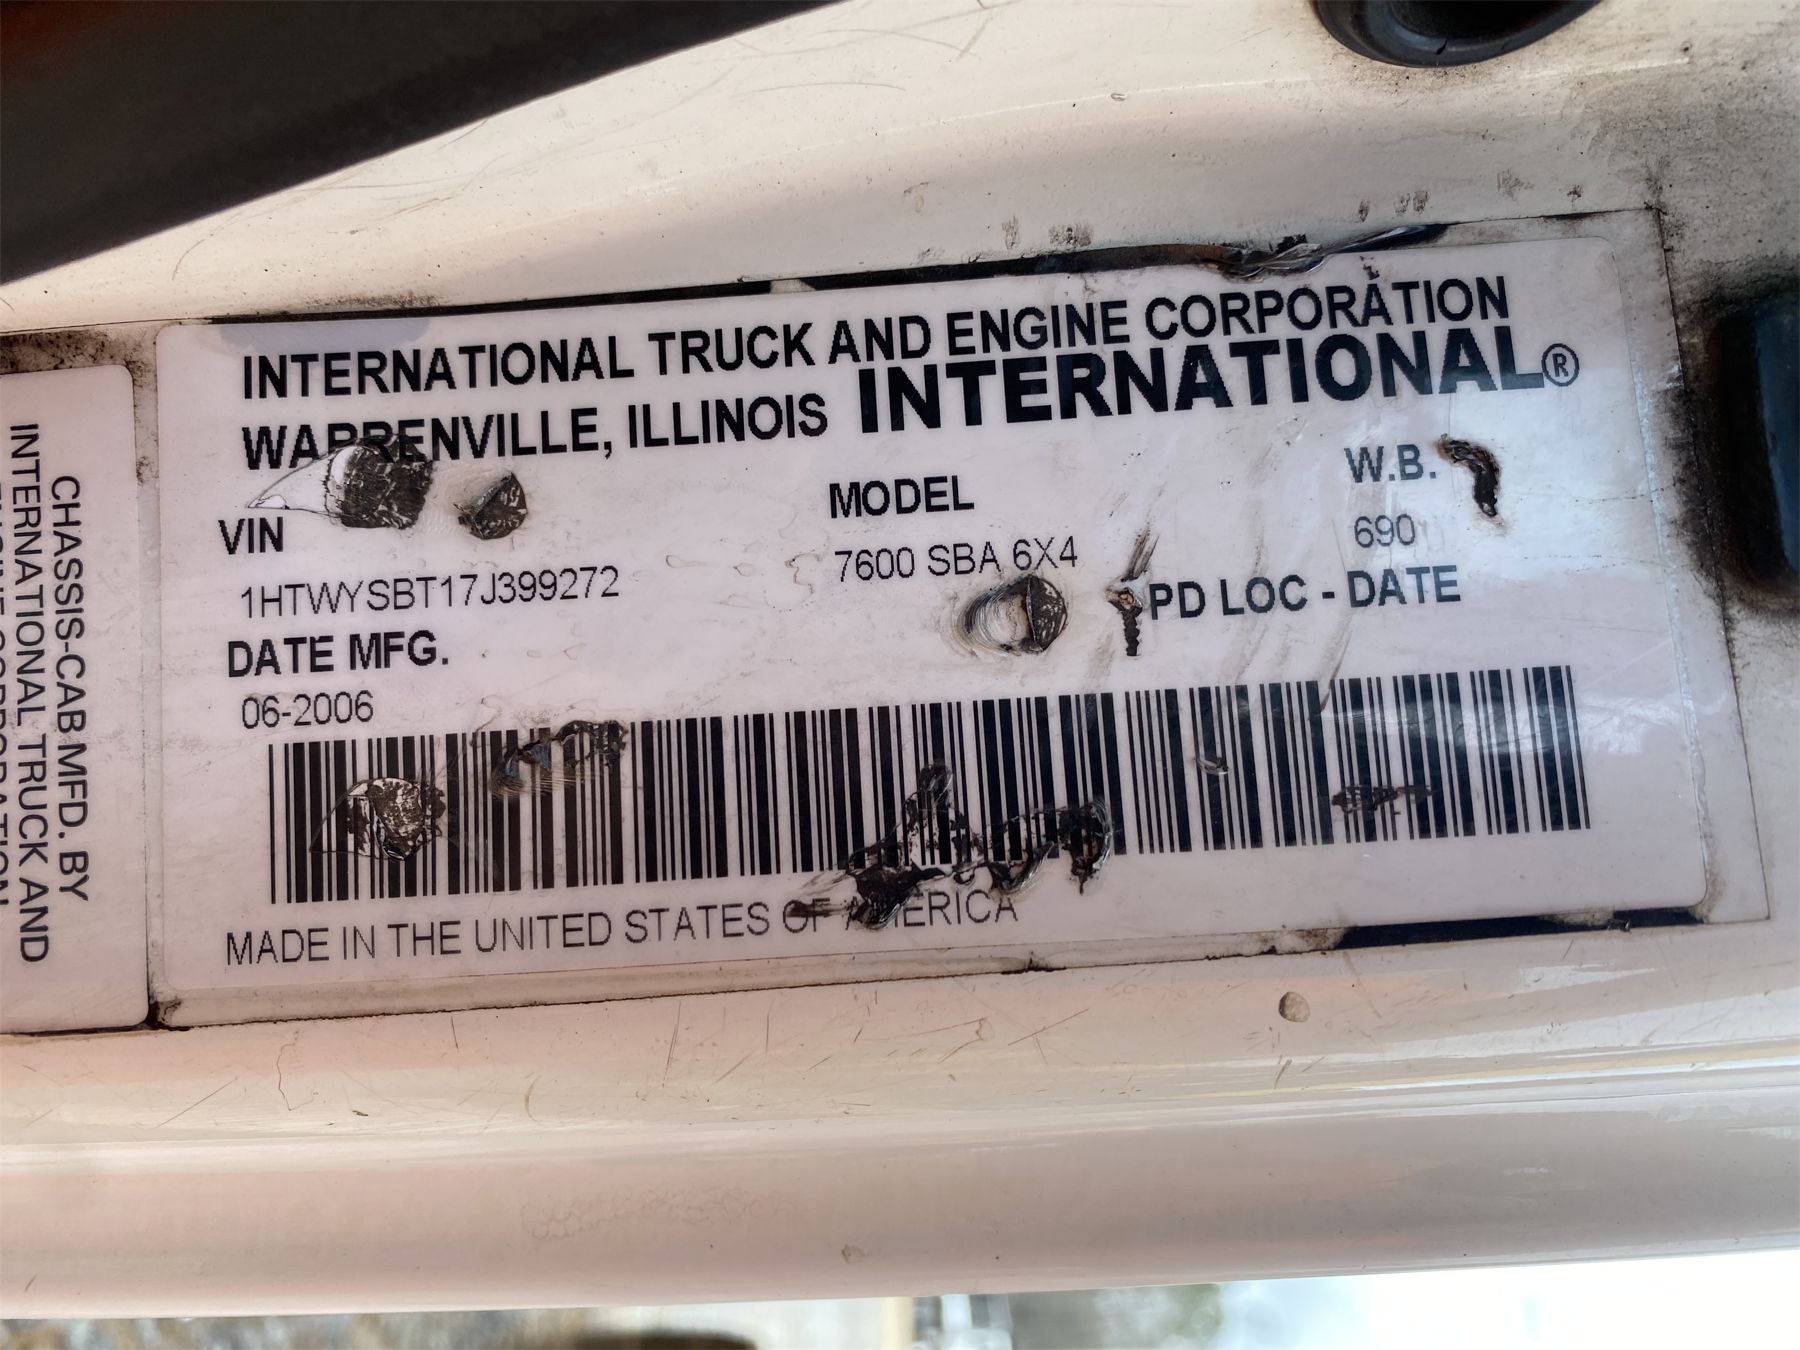 CHASSIS-CAB MFD. BY
INTERNATIONAL TRUCK AND
INTERNATIONAL TRUCK AND ENGINE CORPORATION
WARRENVILLE, ILLINOIS INTERNATIONAL®
VIN MODEL W.B.
1HTWYSBT17J399272 7600 SBA 6X4 690
DATE MFG. PD LOC - DATE
06-2006
MADE IN THE UNITED STATES OF AMERICA